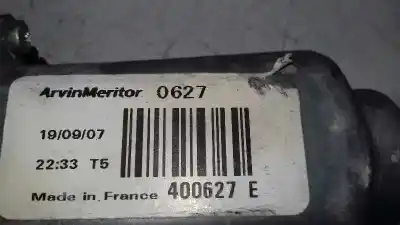 ArvinMeritor 0627
19/09/07
22:33 T5
Made in France 400627 E